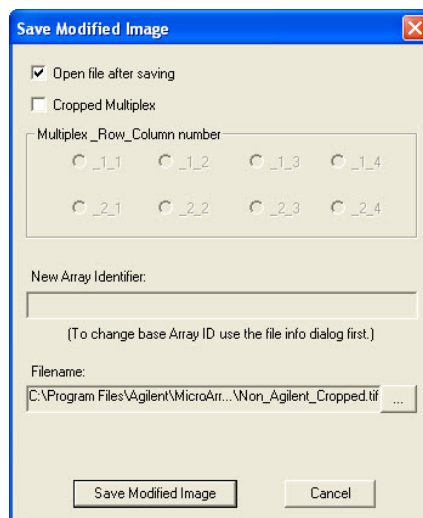 Save Modified Image
Open file after saving
Cropped Multiplex
Multiplex _Row_Column number
_1_1 _1_2 _1_3 _1_4
_2_1 _2_2 _2_3 _2_4
New Array Identifier:
(To change base Array ID use the file info dialog first.)
Filename:
C:\Program Files\Agilent\MicroArr...\Non_Agilent_Cropped.tif ...
Save Modified Image Cancel